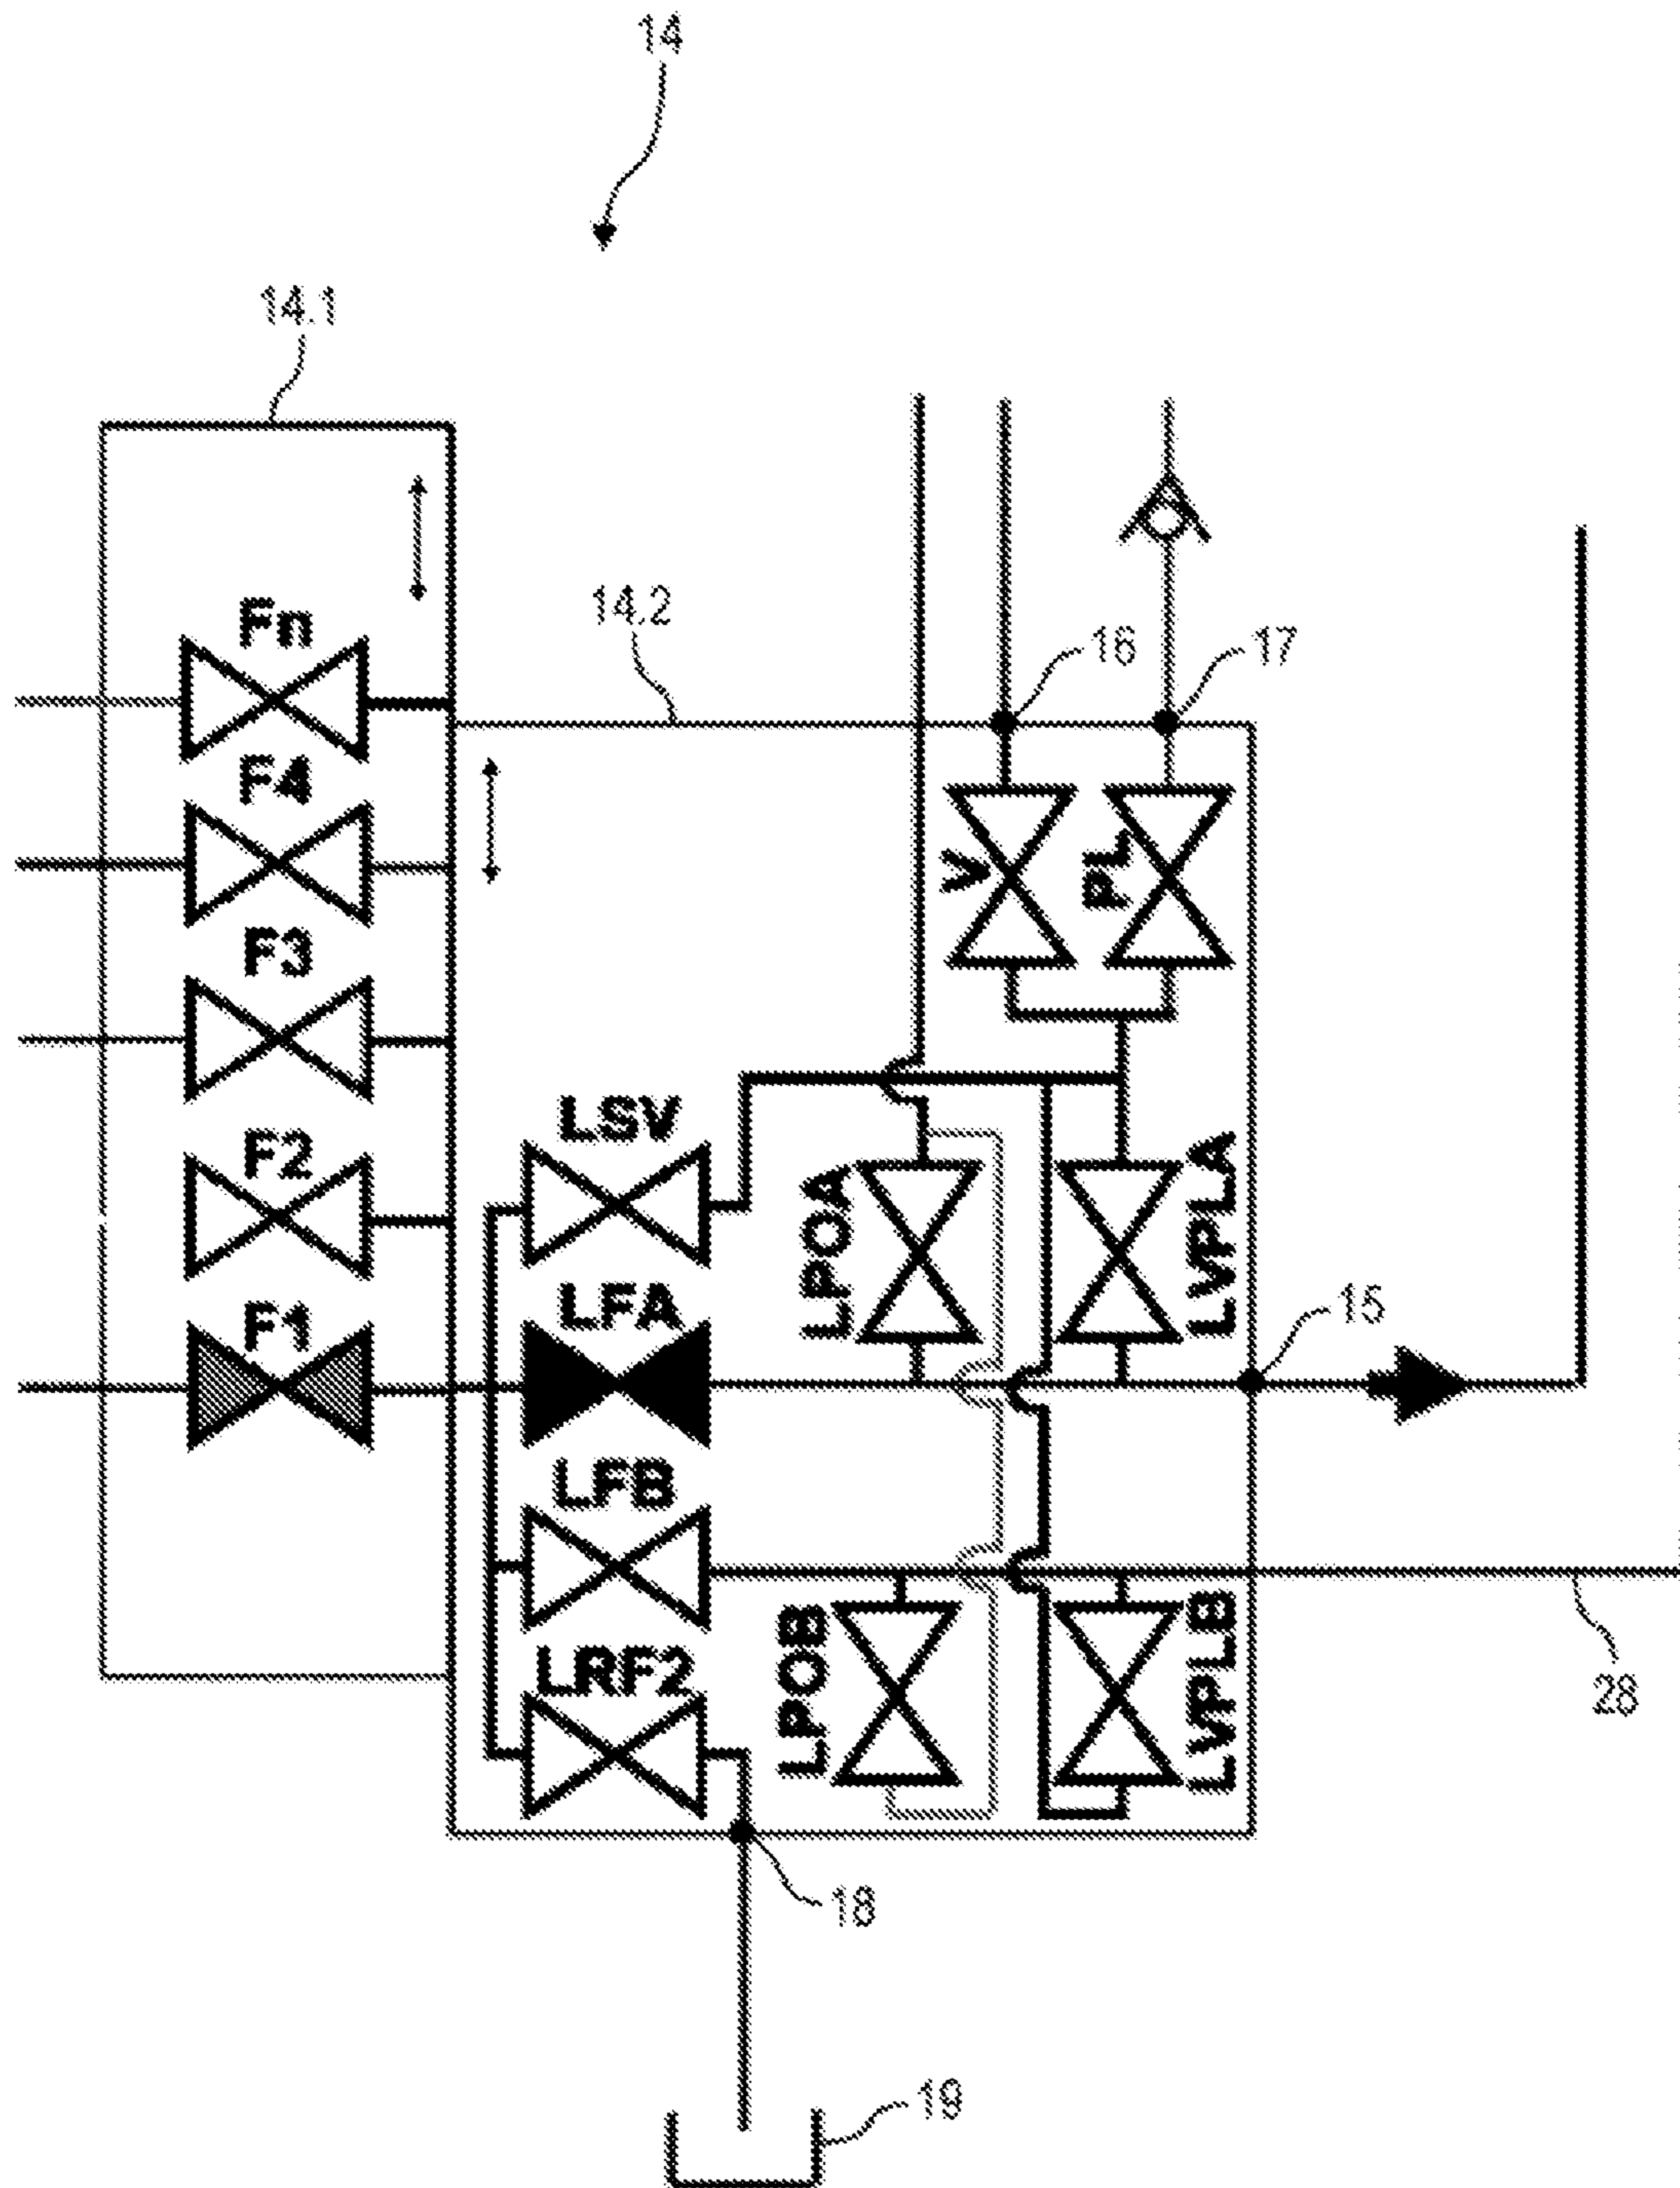 14
14.1
14.2
16
17
Fn
F4
F3
F2
F1
V
PL
LSV
LFA
LFB
LRF2
LPOA
LVPLA
LPOB
LVPLB
15
28
18
19